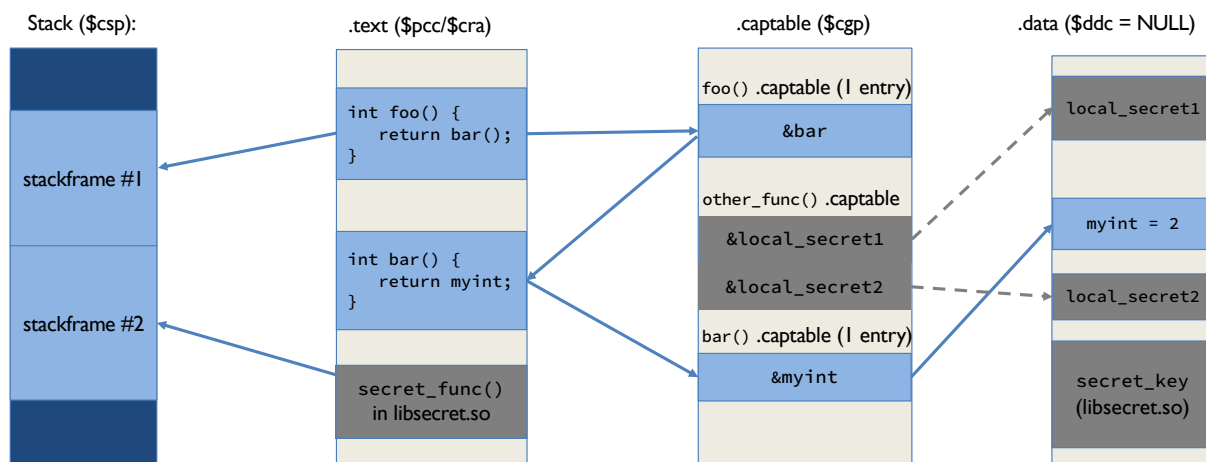 Stack ($csp):
stackframe #1
stackframe #2
.text ($pcc/$cra)
int foo() {
return bar();
}
int bar() {
return myint;
}
secret_func()
in libsecret.so
.captable ($cgp)
foo() .captable (1 entry)
&bar
other_func() .captable
&local_secret1
&local_secret2
bar() .captable (1 entry)
&myint
.data ($ddc = NULL)
local_secret1
myint = 2
local_secret2
secret_key
(libsecret.so)